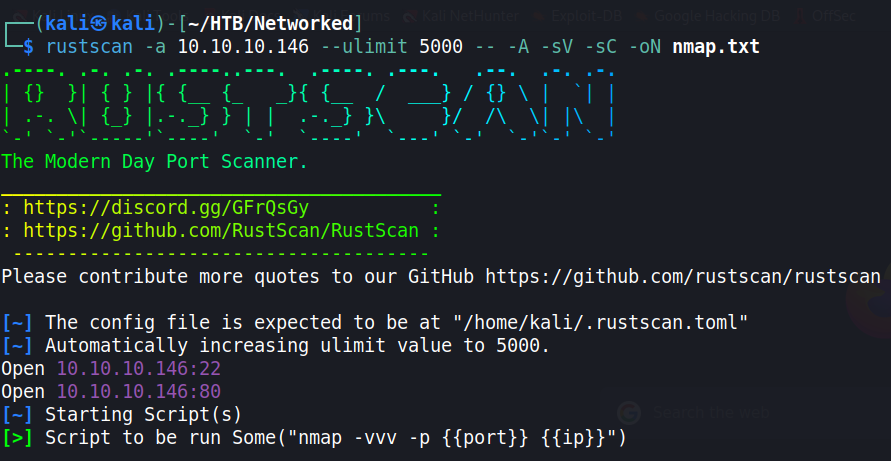 (kali㉿kali)-[~/HTB/Networked]
$ rustscan -a 10.10.10.146 --ulimit 5000 -- -A -sV -sC -oN nmap.txt
.----. .-. .-. .----..---.  .----. .---.   .--.  .-. .-.
| {}  }| { } |{ {__ {_   _}{ {__  /  ___} / {} \ |  `| |
| .-. \| {_} |.-._} } | |  .-._} }\     }/  /\  \| |\  |
`-' `-'`-----'`----'  `-'  `----'  `---' `-'  `-'`-' `-'
The Modern Day Port Scanner.
________________________________________
: https://discord.gg/GFrQsGy           :
: https://github.com/RustScan/RustScan :
 --------------------------------------
Please contribute more quotes to our GitHub https://github.com/rustscan/rustscan
[~] The config file is expected to be at "/home/kali/.rustscan.toml"
[~] Automatically increasing ulimit value to 5000.
Open 10.10.10.146:22
Open 10.10.10.146:80
[~] Starting Script(s)
[>] Script to be run Some("nmap -vvv -p {{port}} {{ip}}")
Search the web